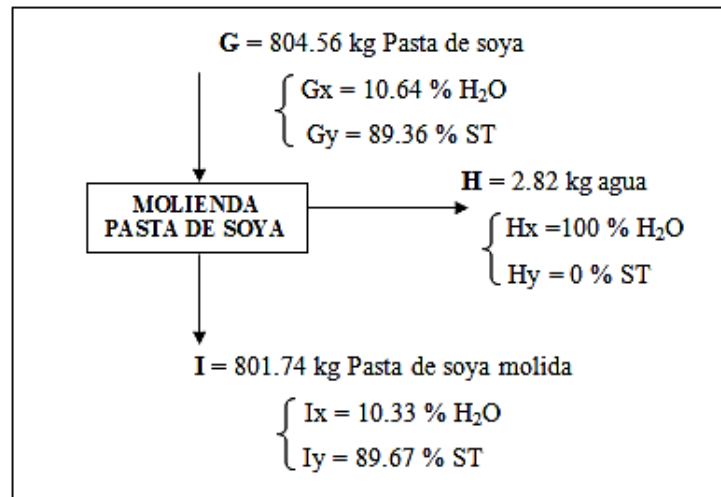 G = 804.56 kg Pasta de soya
Gx = 10.64 % H₂O
Gy = 89.36 % ST
H = 2.82 kg agua
MOLIENDA
PASTA DE SOYA
Hx =100 % H₂O
Hy = 0 % ST
I = 801.74 kg Pasta de soya molida
Ix = 10.33 % H₂O
Iy = 89.67 % ST